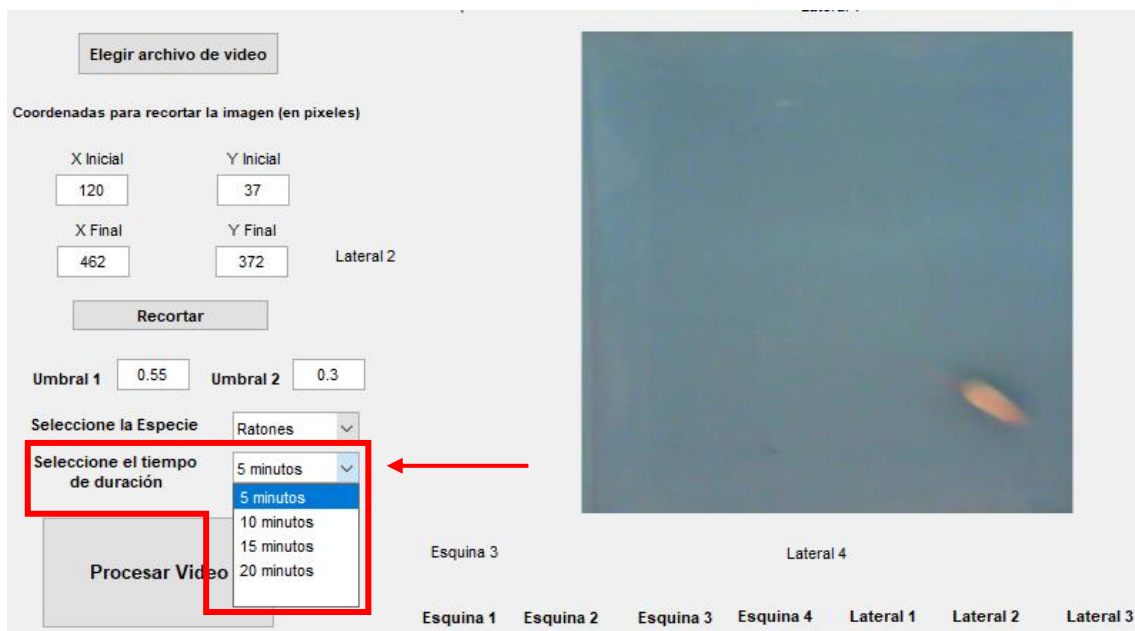 Elegir archivo de video
Coordenadas para recortar la imagen (en pixeles)
X Inicial Y Inicial
120 37
X Final Y Final
462 372
Lateral 2
Recortar
Umbral 1 0.55 Umbral 2 0.3
Seleccione la Especie Ratones
Seleccione el tiempo de duración
5 minutos
5 minutos
10 minutos
15 minutos
20 minutos
Procesar Video
Esquina 3 Lateral 4
Esquina 1 Esquina 2 Esquina 3 Esquina 4 Lateral 1 Lateral 2 Lateral 3